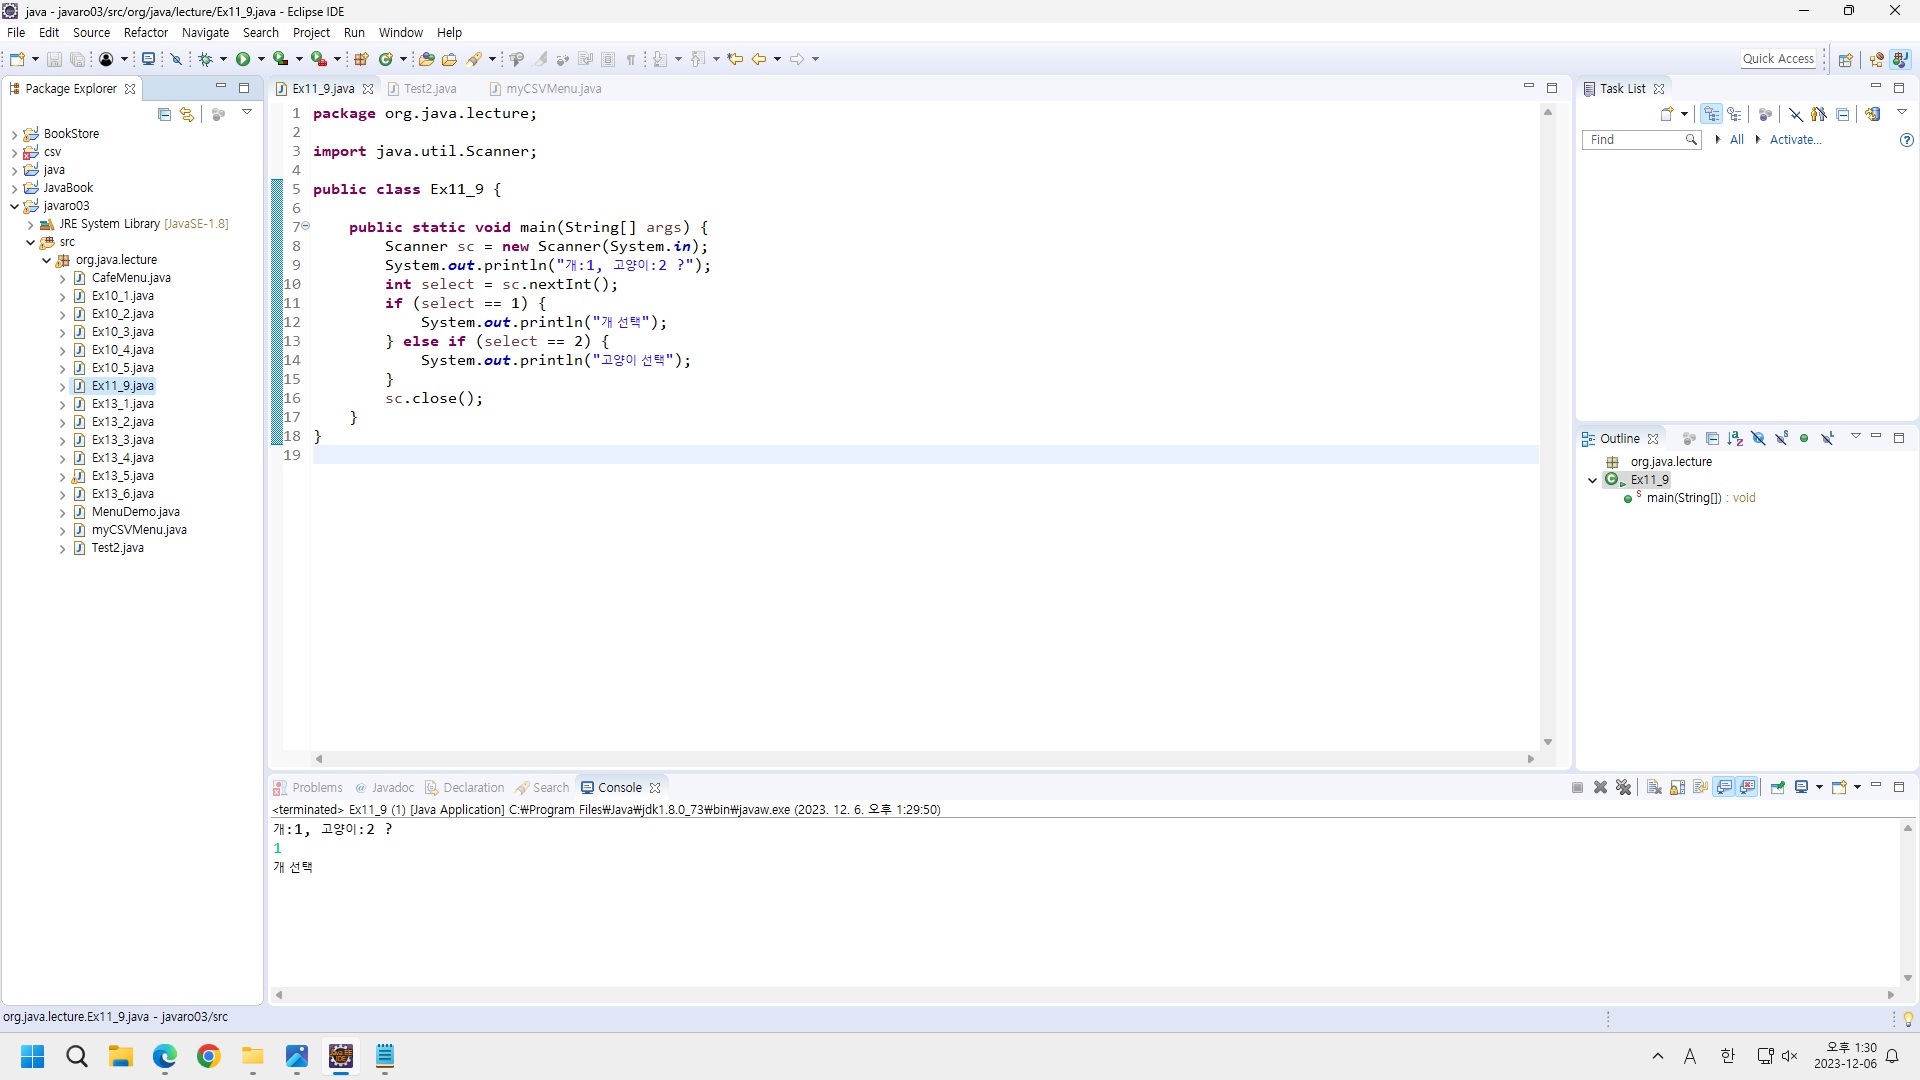 java - javaro03/src/org/java/lecture/Ex11_9.java - Eclipse IDE
File Edit Source Refactor Navigate Search Project Run Window Help
Quick Access
Package Explorer
BookStore
csv
java
JavaBook
javaro03
JRE System Library [JavaSE-1.8]
src
org.java.lecture
CafeMenu.java
Ex10_1.java
Ex10_2.java
Ex10_3.java
Ex10_4.java
Ex10_5.java
Ex11_9.java
Ex13_1.java
Ex13_2.java
Ex13_3.java
Ex13_4.java
Ex13_5.java
Ex13_6.java
MenuDemo.java
myCSVMenu.java
Test2.java
Ex11_9.java Test2.java myCSVMenu.java
1 package org.java.lecture;
2
3 import java.util.Scanner;
4
5 public class Ex11_9 {
6
7 public static void main(String[] args) {
8 Scanner sc = new Scanner(System.in);
9 System.out.println("개:1, 고양이:2 ?");
10 int select = sc.nextInt();
11 if (select == 1) {
12 System.out.println("개 선택");
13 } else if (select == 2) {
14 System.out.println("고양이 선택");
15 }
16 sc.close();
17 }
18 }
19
Task List
Find All Activate...
Outline
org.java.lecture
Ex11_9
main(String[]) : void
Problems @ Javadoc Declaration Search Console
<terminated> Ex11_9 (1) [Java Application] C:₩Program Files₩Java₩jdk1.8.0_73₩bin₩javaw.exe (2023. 12. 6. 오후 1:29:50)
개:1, 고양이:2 ?
1
개 선택
org.java.lecture.Ex11_9.java - javaro03/src
A 한
오후 1:30
2023-12-06